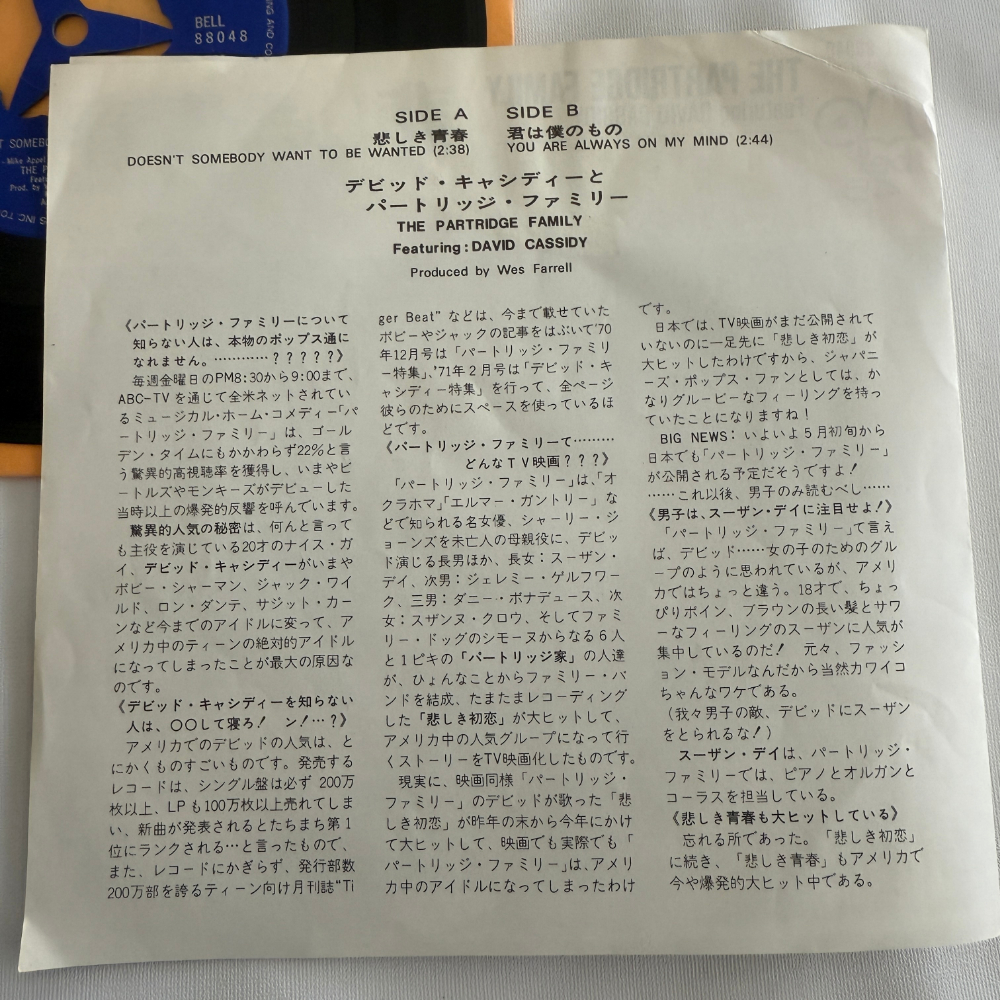 BELL
88048
SIDE A
悲しき青春
DOESN'T SOMEBODY WANT TO BE WANTED (2:38)
SIDE B
君は僕のもの
YOU ARE ALWAYS ON MY MIND (2:44)
デビッド・キャシディーと
パートリッジ・ファミリー
THE PARTRIDGE FAMILY
Featuring: DAVID CASSIDY
Produced by Wes Farrell
《パートリッジ・ファミリーについて
知らない人は、本物のポップス通に
なれません。…………？？？？？》
毎週金曜日のPM8:30から9:00まで、
ABC-TVを通じて全米ネットされてい
るミュージカル・ホーム・コメディー「パ
ートリッジ・ファミリー」は、ゴール
デン・タイムにもかかわらず22%と言
う驚異的高視聴率を獲得し、いまやビ
ートルズやモンキーズがデビューした
当時以上の爆発的反響を呼んでいます。
驚異的人気の秘密は、何んと言って
も主役を演じている20才のナイス・ガ
イ、デビッド・キャシディーがいまや
ボビー・シャーマン、ジャック・ワイ
ルド、ロン・ダンテ、サジット・カー
ンなど今までのアイドルに変って、ア
メリカ中のティーンの絶対的アイドル
になってしまったことが最大の原因な
のです。
《デビッド・キャシディーを知らない
人は、〇〇して寝ろ！ ン！…？》
アメリカでのデビッドの人気は、と
にかくものすごいものです。発売する
レコードは、シングル盤は必ず 200万
枚以上、LPも100万枚以上売れてしま
い、新曲が発表されるとたちまち第1
位にランクされる…と言ったもので、
また、レコードにかぎらず、発行部数
200万部を誇るティーン向け月刊誌“Ti
ger Beat”などは、今まで載せていた
ボビーやジャックの記事をはぶいて'70
年12月号は「パートリッジ・ファミリ
ー特集」、'71年2月号は「デビッド・キ
ャシディー特集」を行って、全ページ
彼らのためにスペースを使っているほ
どです。
《パートリッジ・ファミリーて………
どんなTV映画？？？》
「パートリッジ・ファミリー」は、「オ
クラホマ」「エルマー・ガントリー」な
どで知られる名女優、シャーリー・ジ
ョーンズを未亡人の母親役に、デビッ
ド演じる長男ほか、長女：スーザン・
デイ、次男：ジェレミー・ゲルフワー
ク、三男：ダニー・ボナデュース、次
女：スザンヌ・クロウ、そしてファミ
リー・ドッグのシモーヌからなる6人
と1ピキの「パートリッジ家」の人達
が、ひょんなことからファミリー・バ
ンドを結成、たまたまレコーディング
した「悲しき初恋」が大ヒットして、
アメリカ中の人気グループになって行
くストーリーをTV映画化したものです。
現実に、映画同様「パートリッジ・
ファミリー」のデビッドが歌った「悲
しき初恋」が昨年の末から今年にかけ
て大ヒットして、映画でも実際でも「
パートリッジ・ファミリー」は、アメリ
カ中のアイドルになってしまったわけ
です。
日本では、TV映画がまだ公開されて
いないのに一足先に「悲しき初恋」が
大ヒットしたわけですから、ジャパニ
ーズ・ポップス・ファンとしては、か
なりグルービーなフィーリングを持っ
ていたことになりますね！
BIG NEWS：いよいよ5月初旬から
日本でも「パートリッジ・ファミリー」
が公開される予定だそうですよ！
……これ以後、男子のみ読むべし……
《男子は、スーザン・デイに注目せよ！》
「パートリッジ・ファミリー」て言え
ば、デビッド……女の子のためのグル
ープのように思われているが、アメリ
カではちょっと違う。18才で、ちょっ
ぴりボイン、ブラウンの長い髪とサワ
ーなフィーリングのスーザンに人気が
集中しているのだ！ 元々、ファッシ
ョン・モデルなんだから当然カワイコ
ちゃんなワケである。
（我々男子の敵、デビッドにスーザン
をとられるな！）
スーザン・デイは、パートリッジ・
ファミリーでは、ピアノとオルガンと
コーラスを担当している。
《悲しき青春も大ヒットしている》
忘れる所であった。「悲しき初恋」
に続き、「悲しき青春」もアメリカで
今や爆発的大ヒット中である。